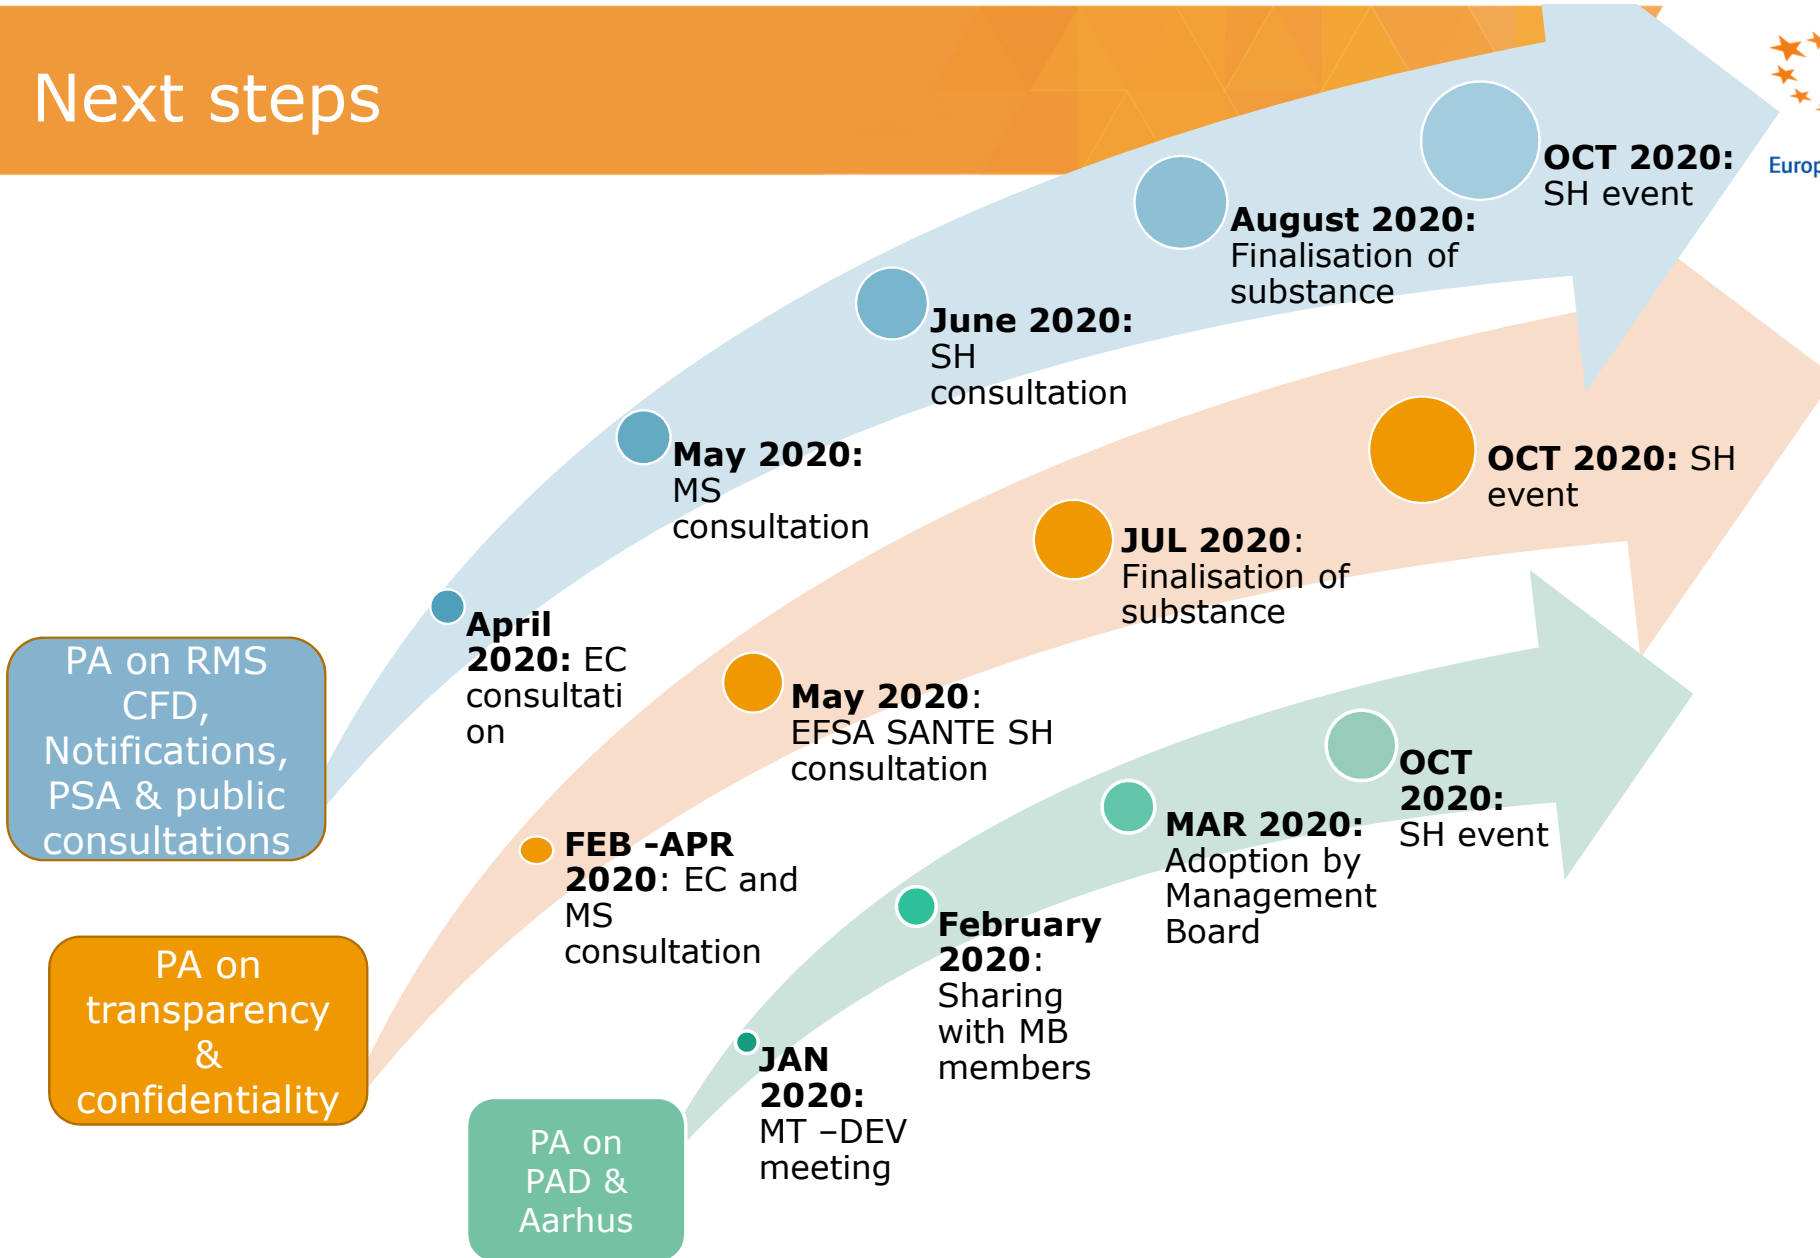 Next steps
Europ
OCT 2020:
SH event
August 2020:
Finalisation of
substance
June 2020:
SH
consultation
May 2020:
MS
consultation
April
2020: EC
consultati
on
PA on RMS
CFD,
Notifications,
PSA & public
consultations
OCT 2020: SH
event
JUL 2020:
Finalisation of
substance
May 2020:
EFSA SANTE SH
consultation
FEB -APR
2020: EC and
MS
consultation
PA on
transparency
&
confidentiality
OCT
2020:
SH event
MAR 2020:
Adoption by
Management
Board
February
2020:
Sharing
with MB
members
JAN
2020:
MT –DEV
meeting
PA on
PAD &
Aarhus